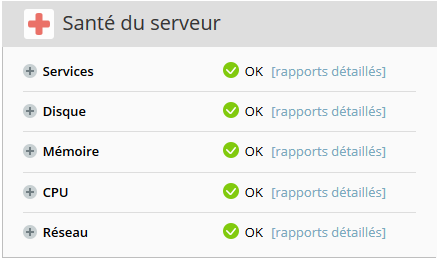 Santé du serveur
Services OK [rapports détaillés]
Disque OK [rapports détaillés]
Mémoire OK [rapports détaillés]
CPU OK [rapports détaillés]
Réseau OK [rapports détaillés]